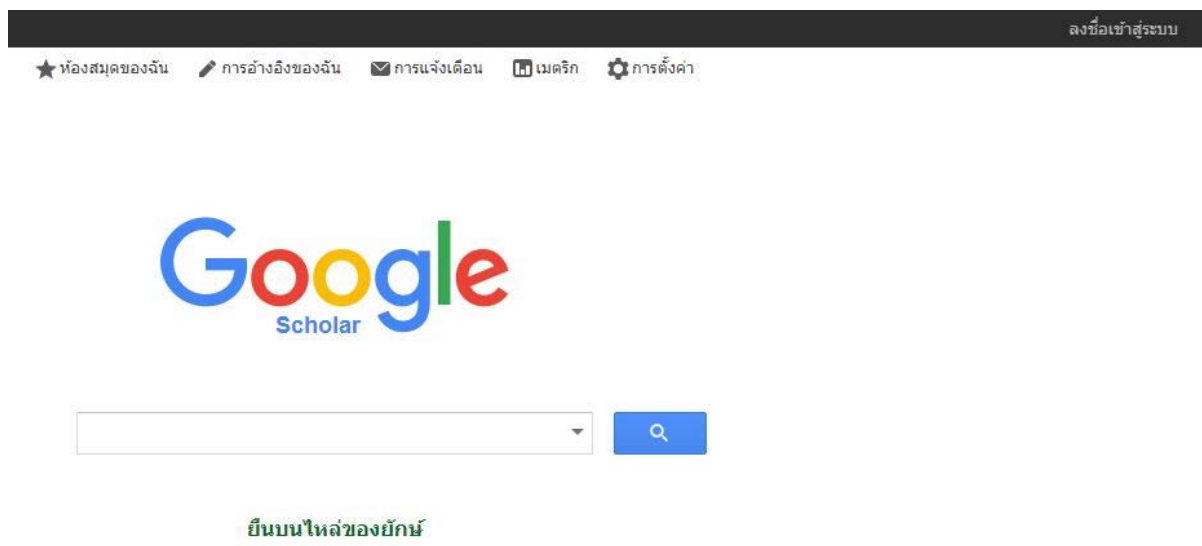 ลงชื่อเข้าสู่ระบบ
ห้องสมุดของฉัน การอ้างอิงของฉัน การแจ้งเตือน เมตริก การตั้งค่า
Google
Scholar
ยืนบนไหล่ของยักษ์